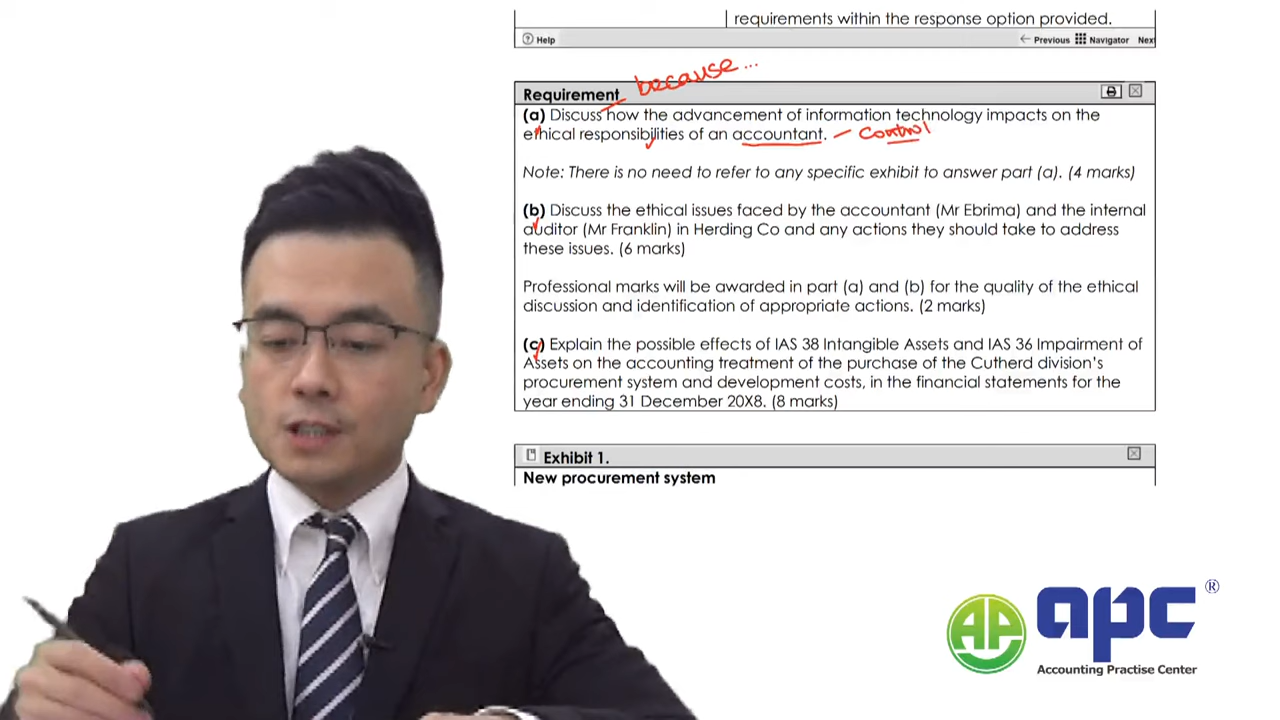 requirements within the response option provided.
Help
Previous Navigator Next
because...
Requirement
(a) Discuss how the advancement of information technology impacts on the
ethical responsibilities of an accountant. — Control
Note: There is no need to refer to any specific exhibit to answer part (a). (4 marks)
(b) Discuss the ethical issues faced by the accountant (Mr Ebrima) and the internal
auditor (Mr Franklin) in Herding Co and any actions they should take to address
these issues. (6 marks)
Professional marks will be awarded in part (a) and (b) for the quality of the ethical
discussion and identification of appropriate actions. (2 marks)
(c) Explain the possible effects of IAS 38 Intangible Assets and IAS 36 Impairment of
Assets on the accounting treatment of the purchase of the Cutherd division's
procurement system and development costs, in the financial statements for the
year ending 31 December 20X8. (8 marks)
Exhibit 1.
New procurement system
AP
apc®
Accounting Practise Center